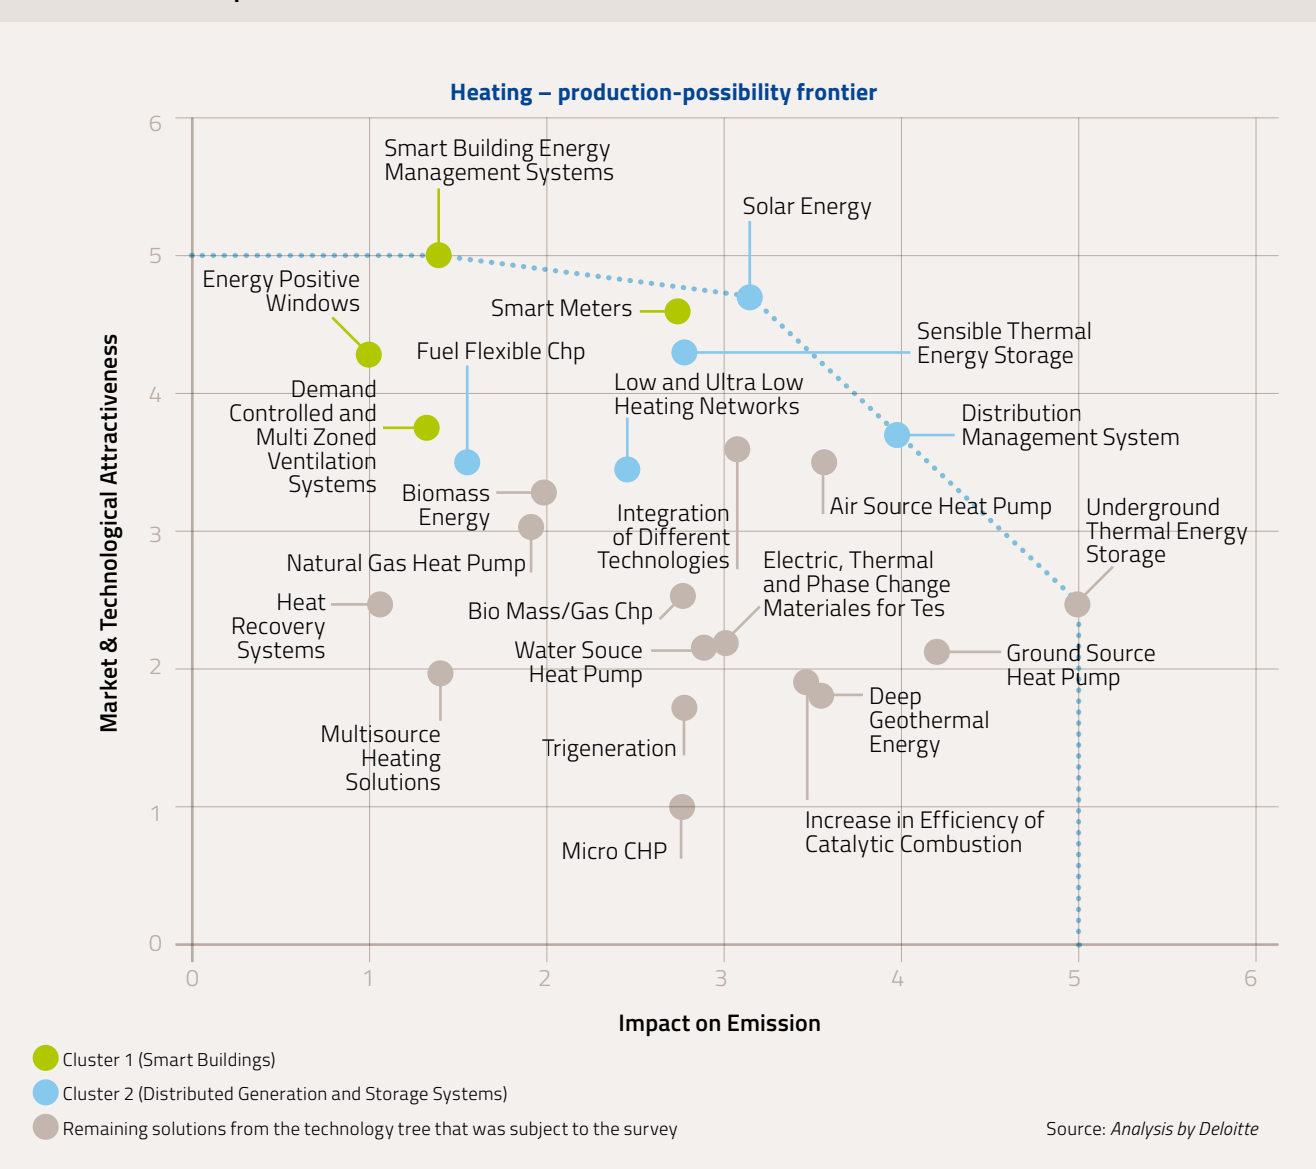 Heating – production-possibility frontier
6
Smart Building Energy
Management Systems
Solar Energy
5
Energy Positive
Windows
Smart Meters
Sensible Thermal
Energy Storage
Fuel Flexible Chp
Low and Ultra Low
Heating Networks
4
Demand
Controlled and
Multi Zoned
Ventilation
Systems
Distribution
Management System
Biomass
Energy
Air Source Heat Pump
Integration
of Different
Technologies
Underground
Thermal Energy
Storage
3
Natural Gas Heat Pump
Electric, Thermal
and Phase Change
Materiales for Tes
Heat
Recovery
Systems
Bio Mass/Gas Chp
Water Souce
Heat Pump
Ground Source
Heat Pump
2
Deep
Geothermal
Energy
Multisource
Heating
Solutions
Trigeneration
1
Increase in Efficiency of
Catalytic Combustion
Micro CHP
0
Market & Technological Attractiveness
0 1 2 3 4 5 6
Impact on Emission
Cluster 1 (Smart Buildings)
Cluster 2 (Distributed Generation and Storage Systems)
Remaining solutions from the technology tree that was subject to the survey
Source: Analysis by Deloitte